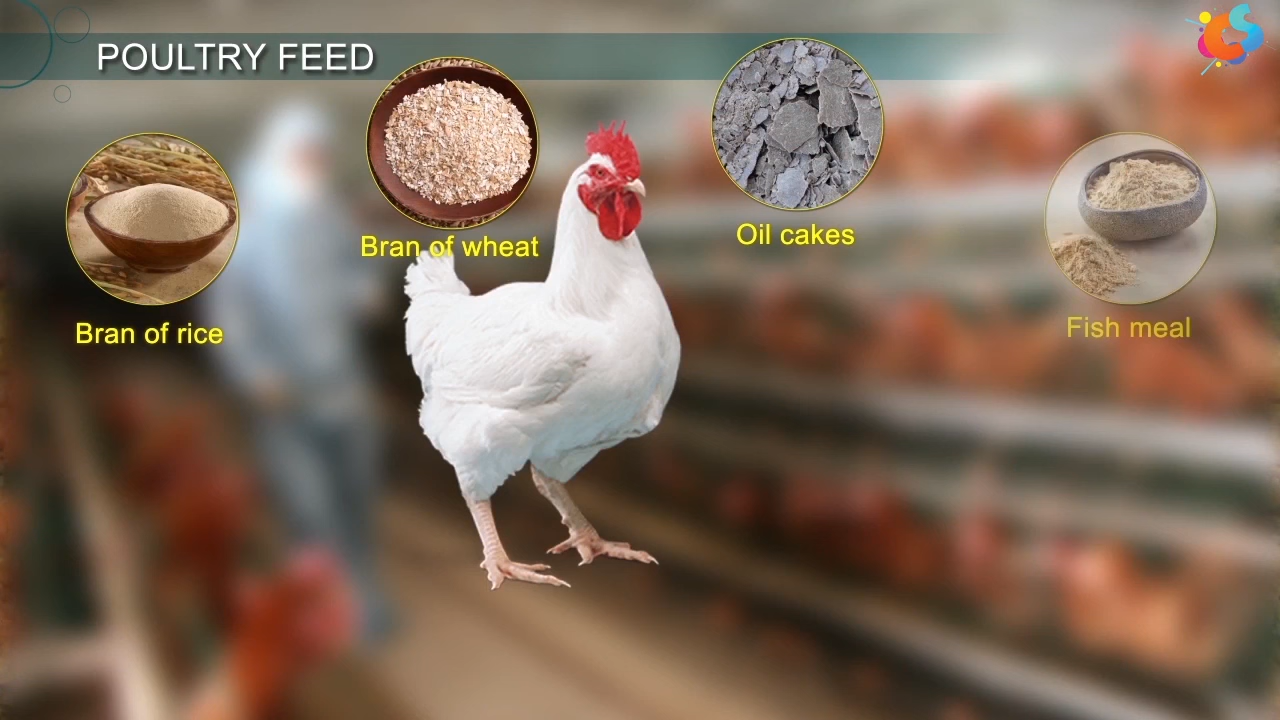 POULTRY FEED
Bran of rice
Bran of wheat
Oil cakes
Fish meal